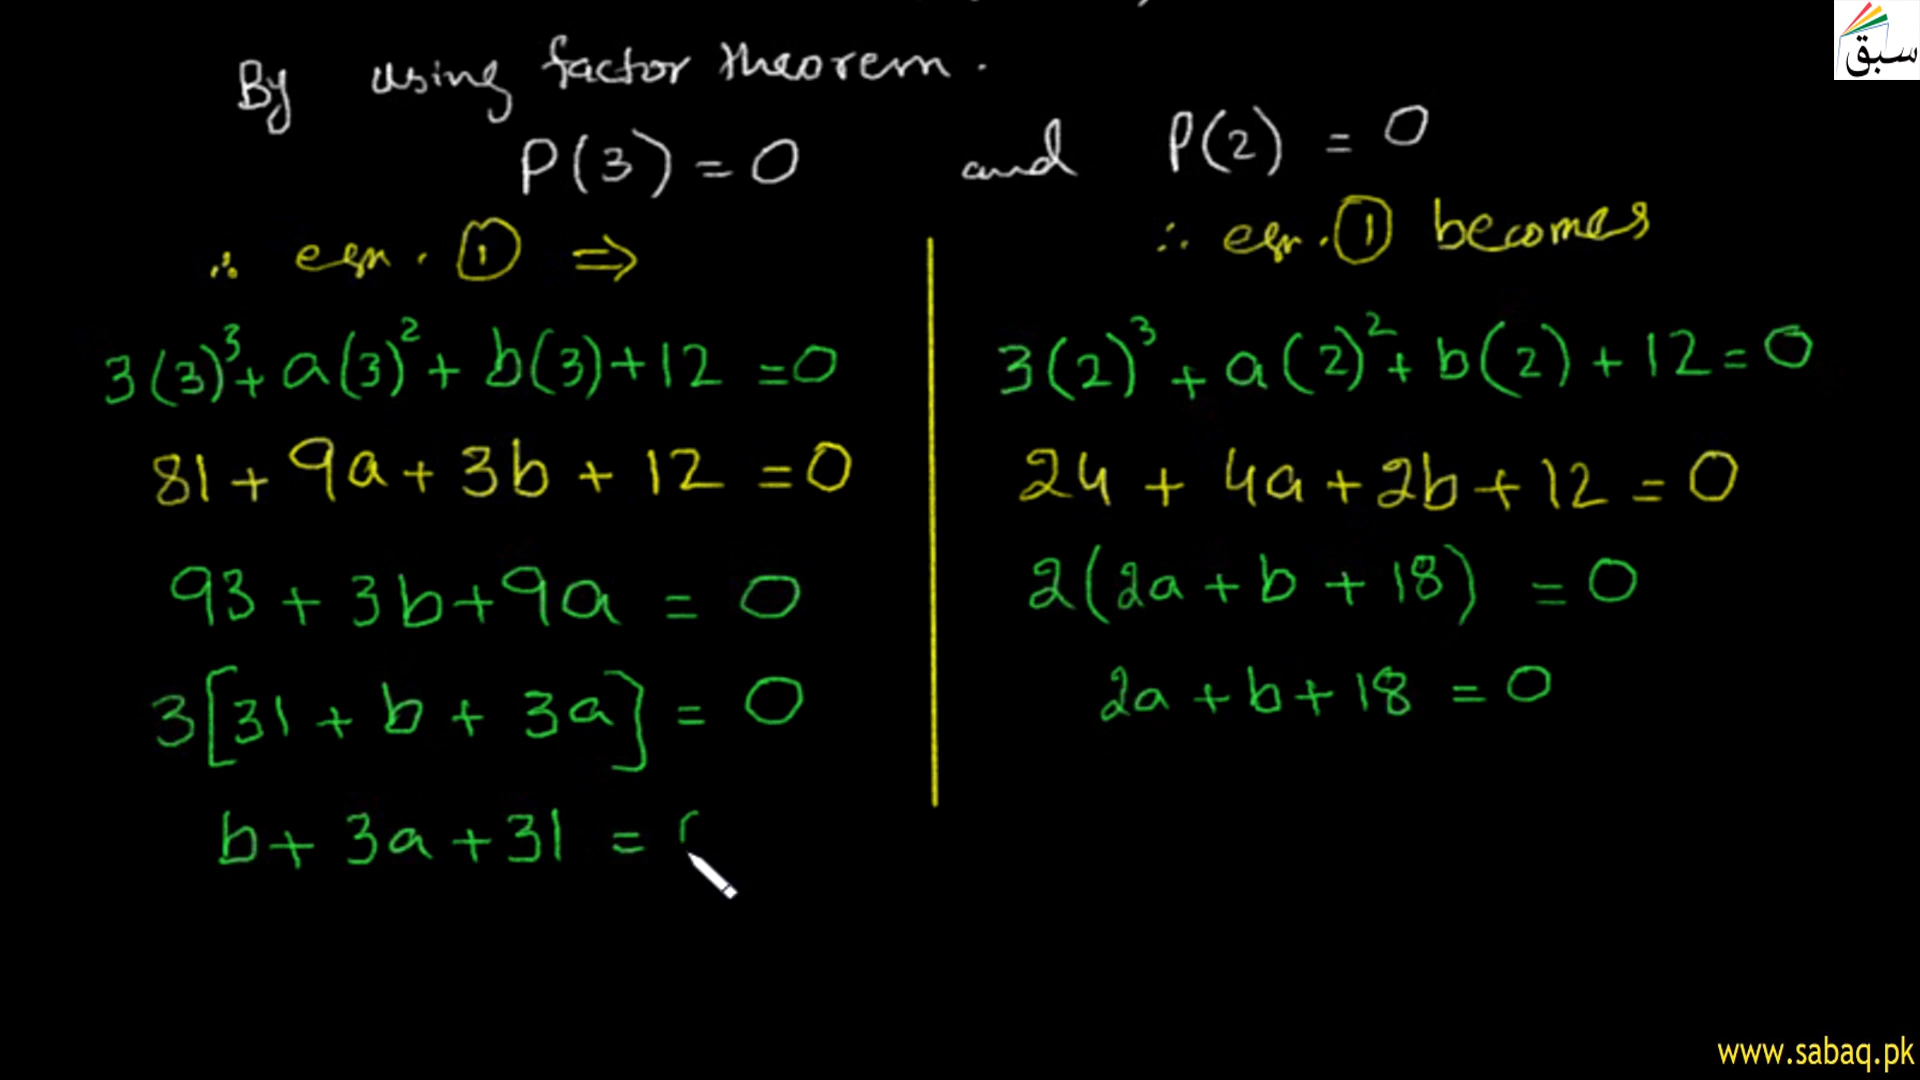 سبق
By using factor theorem.
P(3) = 0 and P(2) = 0
∴ eqn. ① ⇒
3(3)³ + a(3)² + b(3) + 12 = 0
81 + 9a + 3b + 12 = 0
93 + 3b + 9a = 0
3[31 + b + 3a] = 0
b + 3a + 31 =
∴ eqn. ① becomes
3(2)³ + a(2)² + b(2) + 12 = 0
24 + 4a + 2b + 12 = 0
2(2a + b + 18) = 0
2a + b + 18 = 0
www.sabaq.pk